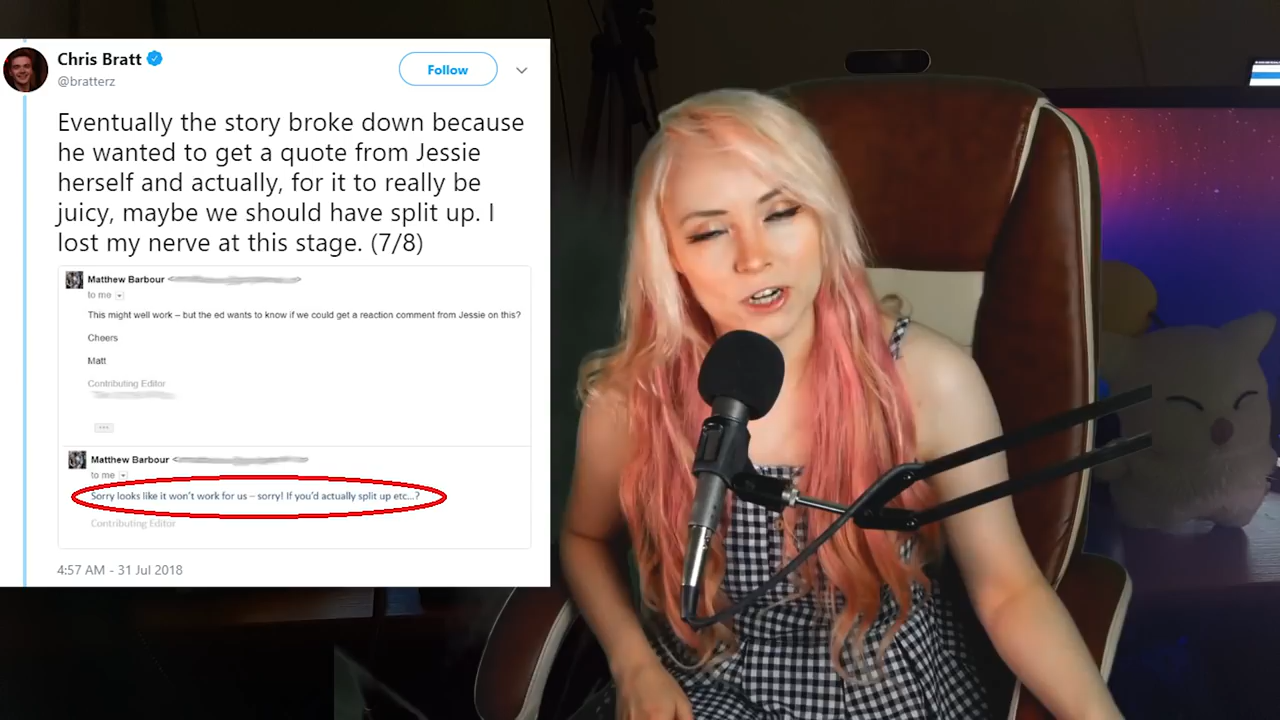 Chris Bratt
@bratterz
Follow
Eventually the story broke down because
he wanted to get a quote from Jessie
herself and actually, for it to really be
juicy, maybe we should have split up. I
lost my nerve at this stage. (7/8)
Matthew Barbour
to me
This might well work – but the ed wants to know if we could get a reaction comment from Jessie on this?
Cheers
Matt
Contributing Editor
Matthew Barbour
to me
Sorry looks like it won't work for us – sorry! If you'd actually split up etc...?
Contributing Editor
4:57 AM - 31 Jul 2018